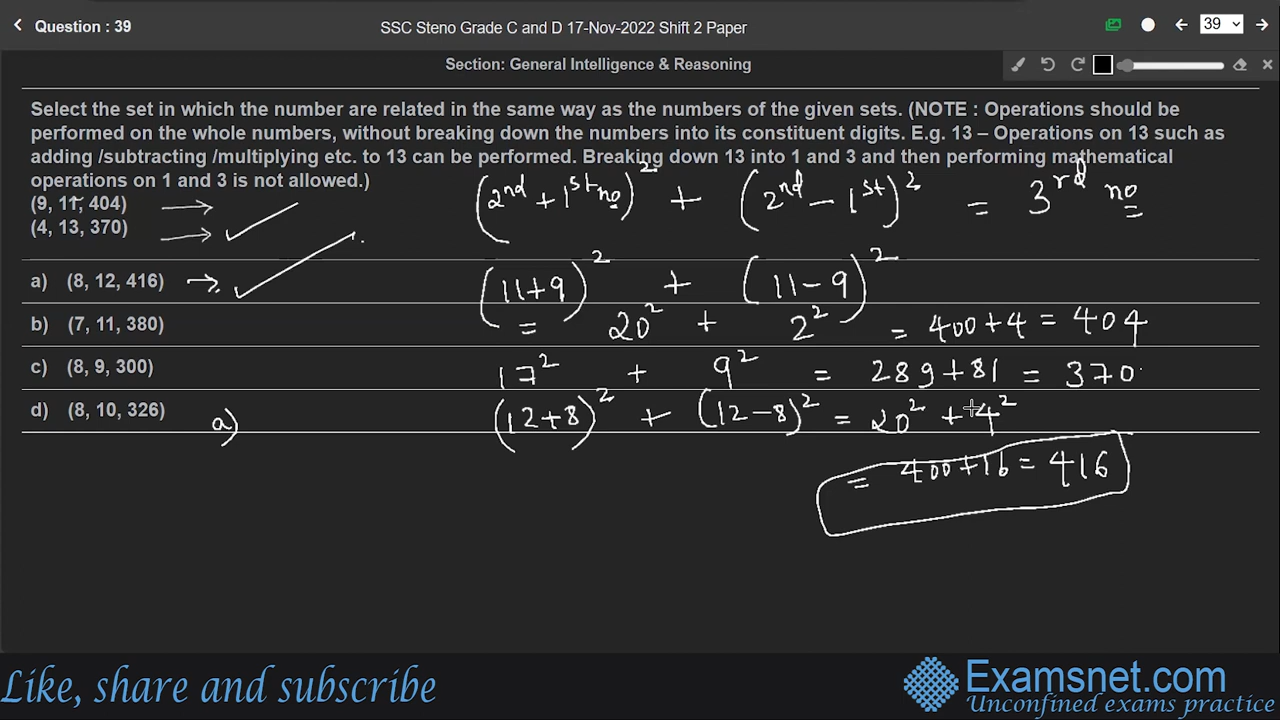 Question : 39
SSC Steno Grade C and D 17-Nov-2022 Shift 2 Paper
39
Section: General Intelligence & Reasoning
Select the set in which the number are related in the same way as the numbers of the given sets. (NOTE : Operations should be
performed on the whole numbers, without breaking down the numbers into its constituent digits. E.g. 13 – Operations on 13 such as
adding /subtracting /multiplying etc. to 13 can be performed. Breaking down 13 into 1 and 3 and then performing mathematical
operations on 1 and 3 is not allowed.)
(9, 11, 404)
(4, 13, 370)
(2nd + 1st no)² + (2nd − 1st)² = 3rd no
a) (8, 12, 416)
(11+9)² + (11−9)²
b) (7, 11, 380)
= 20² + 2² = 400+4 = 404
c) (8, 9, 300)
17² + 9² = 289+81 = 370
d) (8, 10, 326)
a) (12+8)² + (12−8)² = 20² + 4²
= 400+16 = 416
Like, share and subscribe
Examsnet.com
Unconfined exams practice